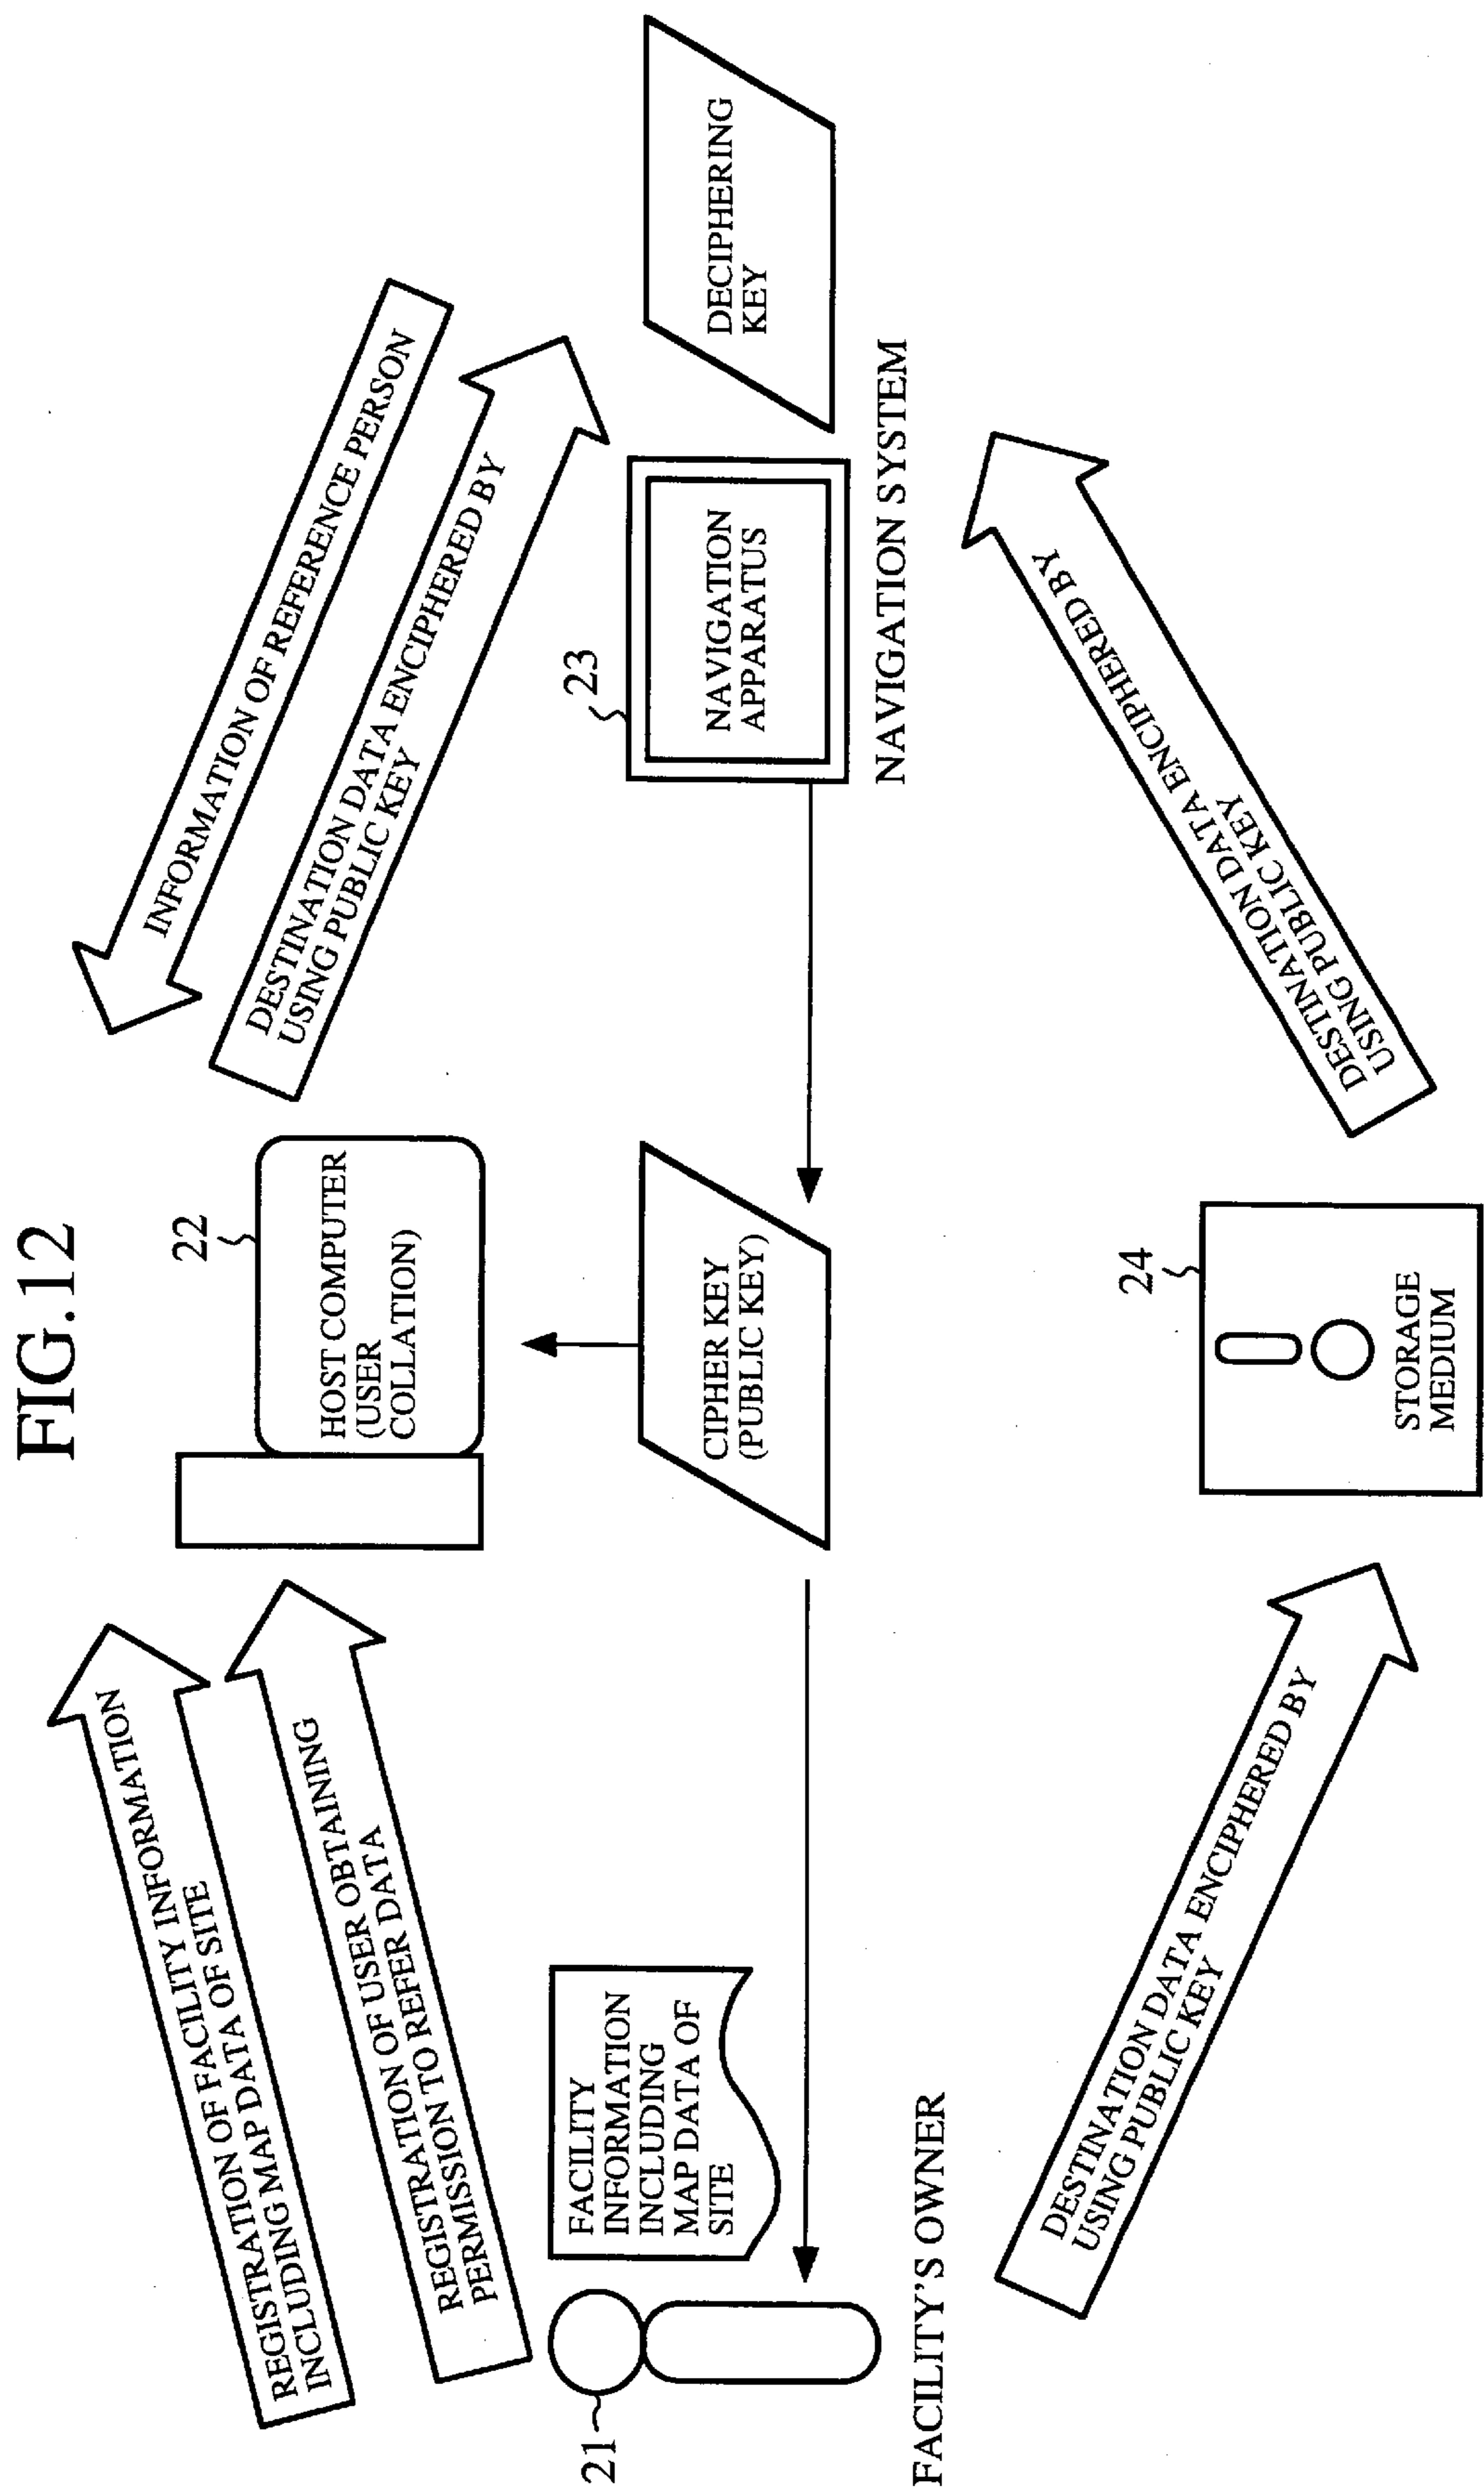 FIG.12
REGISTRATION OF FACILITY INFORMATION
INCLUDING MAP DATA OF SITE
REGISTRATION OF USER OBTAINING
PERMISSION TO REFER DATA
22
HOST COMPUTER
(USER
COLLATION)
INFORMATION OF REFERENCE PERSON
DESTINATION DATA ENCIPHERED BY
USING PUBLIC KEY
21
FACILITY
INFORMATION
INCLUDING
MAP DATA OF
SITE
FACILITY'S OWNER
CIPHER KEY
(PUBLIC KEY)
23
NAVIGATION
APPARATUS
NAVIGATION SYSTEM
DECIPHERING
KEY
DESTINATION DATA ENCIPHERED BY
USING PUBLIC KEY
24
STORAGE
MEDIUM
DESTINATION DATA ENCIPHERED BY
USING PUBLIC KEY